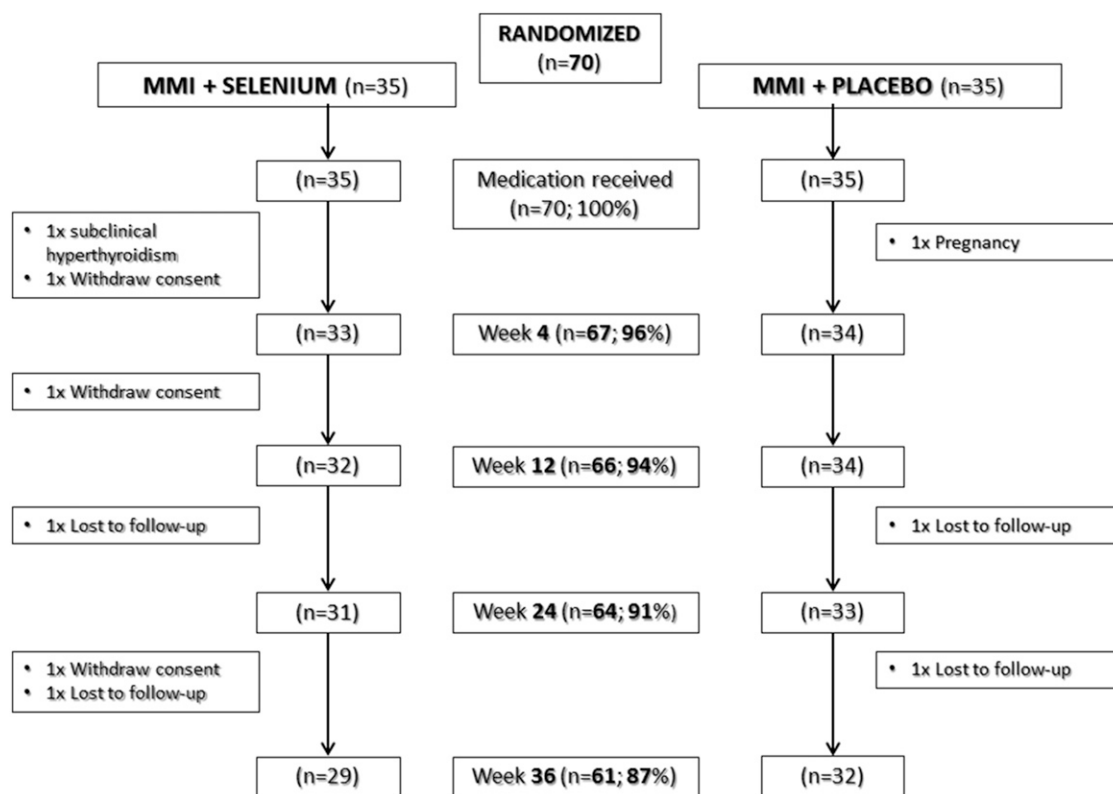 RANDOMIZED
(n=70)
MMI + SELENIUM (n=35)
MMI + PLACEBO (n=35)
(n=35)
Medication received
(n=70; 100%)
(n=35)
• 1x subclinical
hyperthyroidism
• 1x Withdraw consent
• 1x Pregnancy
(n=33)
Week 4 (n=67; 96%)
(n=34)
• 1x Withdraw consent
(n=32)
Week 12 (n=66; 94%)
(n=34)
• 1x Lost to follow-up
• 1x Lost to follow-up
(n=31)
Week 24 (n=64; 91%)
(n=33)
• 1x Withdraw consent
• 1x Lost to follow-up
• 1x Lost to follow-up
(n=29)
Week 36 (n=61; 87%)
(n=32)